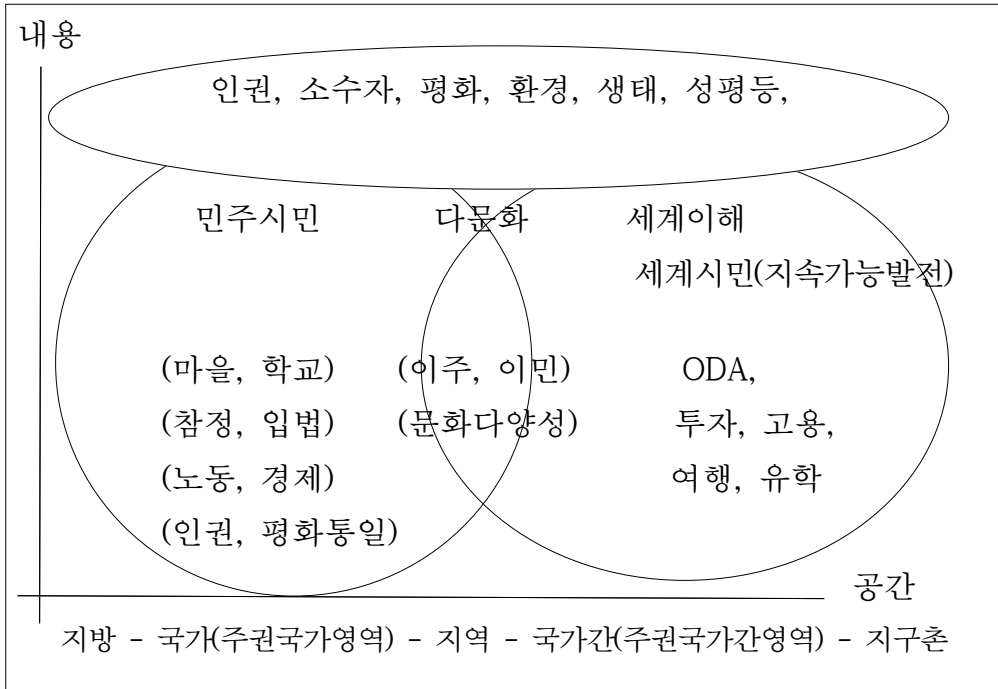 내용
인권, 소수자, 평화, 환경, 생태, 성평등,
민주시민 다문화 세계이해
세계시민(지속가능발전)
(마을, 학교) (이주, 이민) ODA,
(참정, 입법) (문화다양성) 투자, 고용,
(노동, 경제) 여행, 유학
(인권, 평화통일)
공간
지방 - 국가(주권국가영역) - 지역 - 국가간(주권국가간영역) - 지구촌